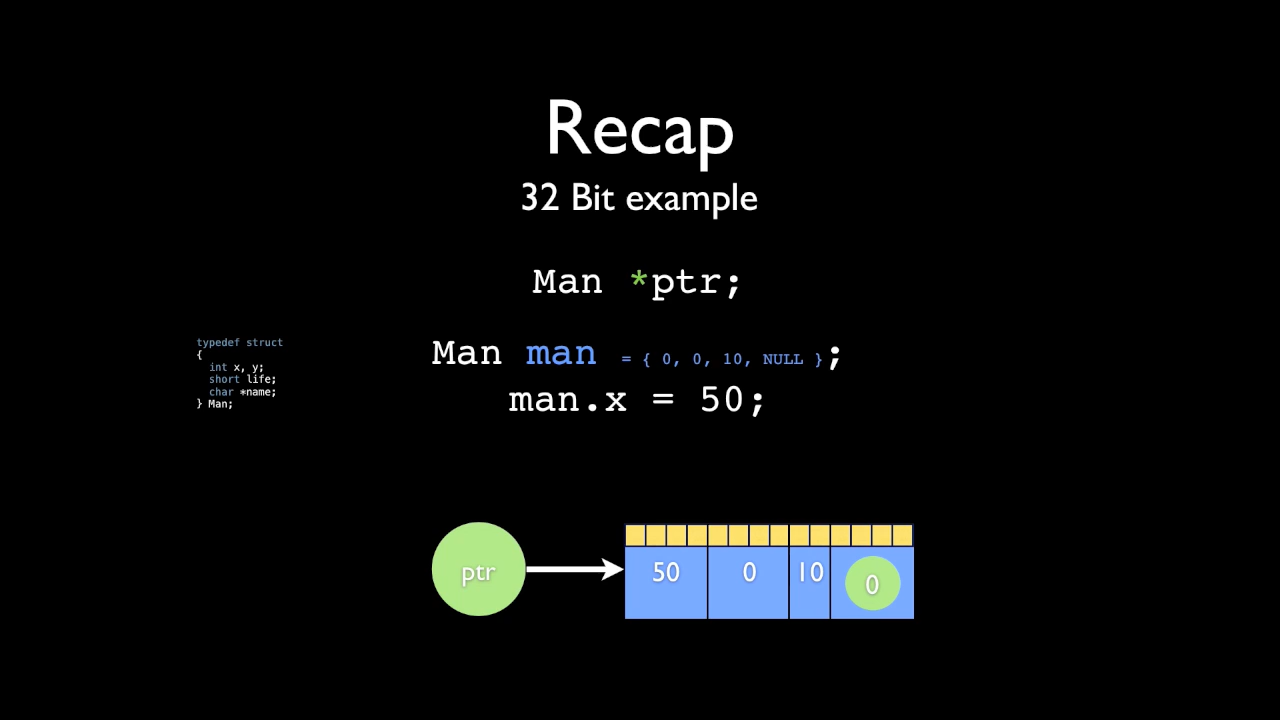 Recap
32 Bit example
Man *ptr;
Man man = { 0, 0, 10, NULL };
man.x = 50;
typedef struct
{
int x, y;
short life;
char *name;
} Man;
ptr
50 0 10 0